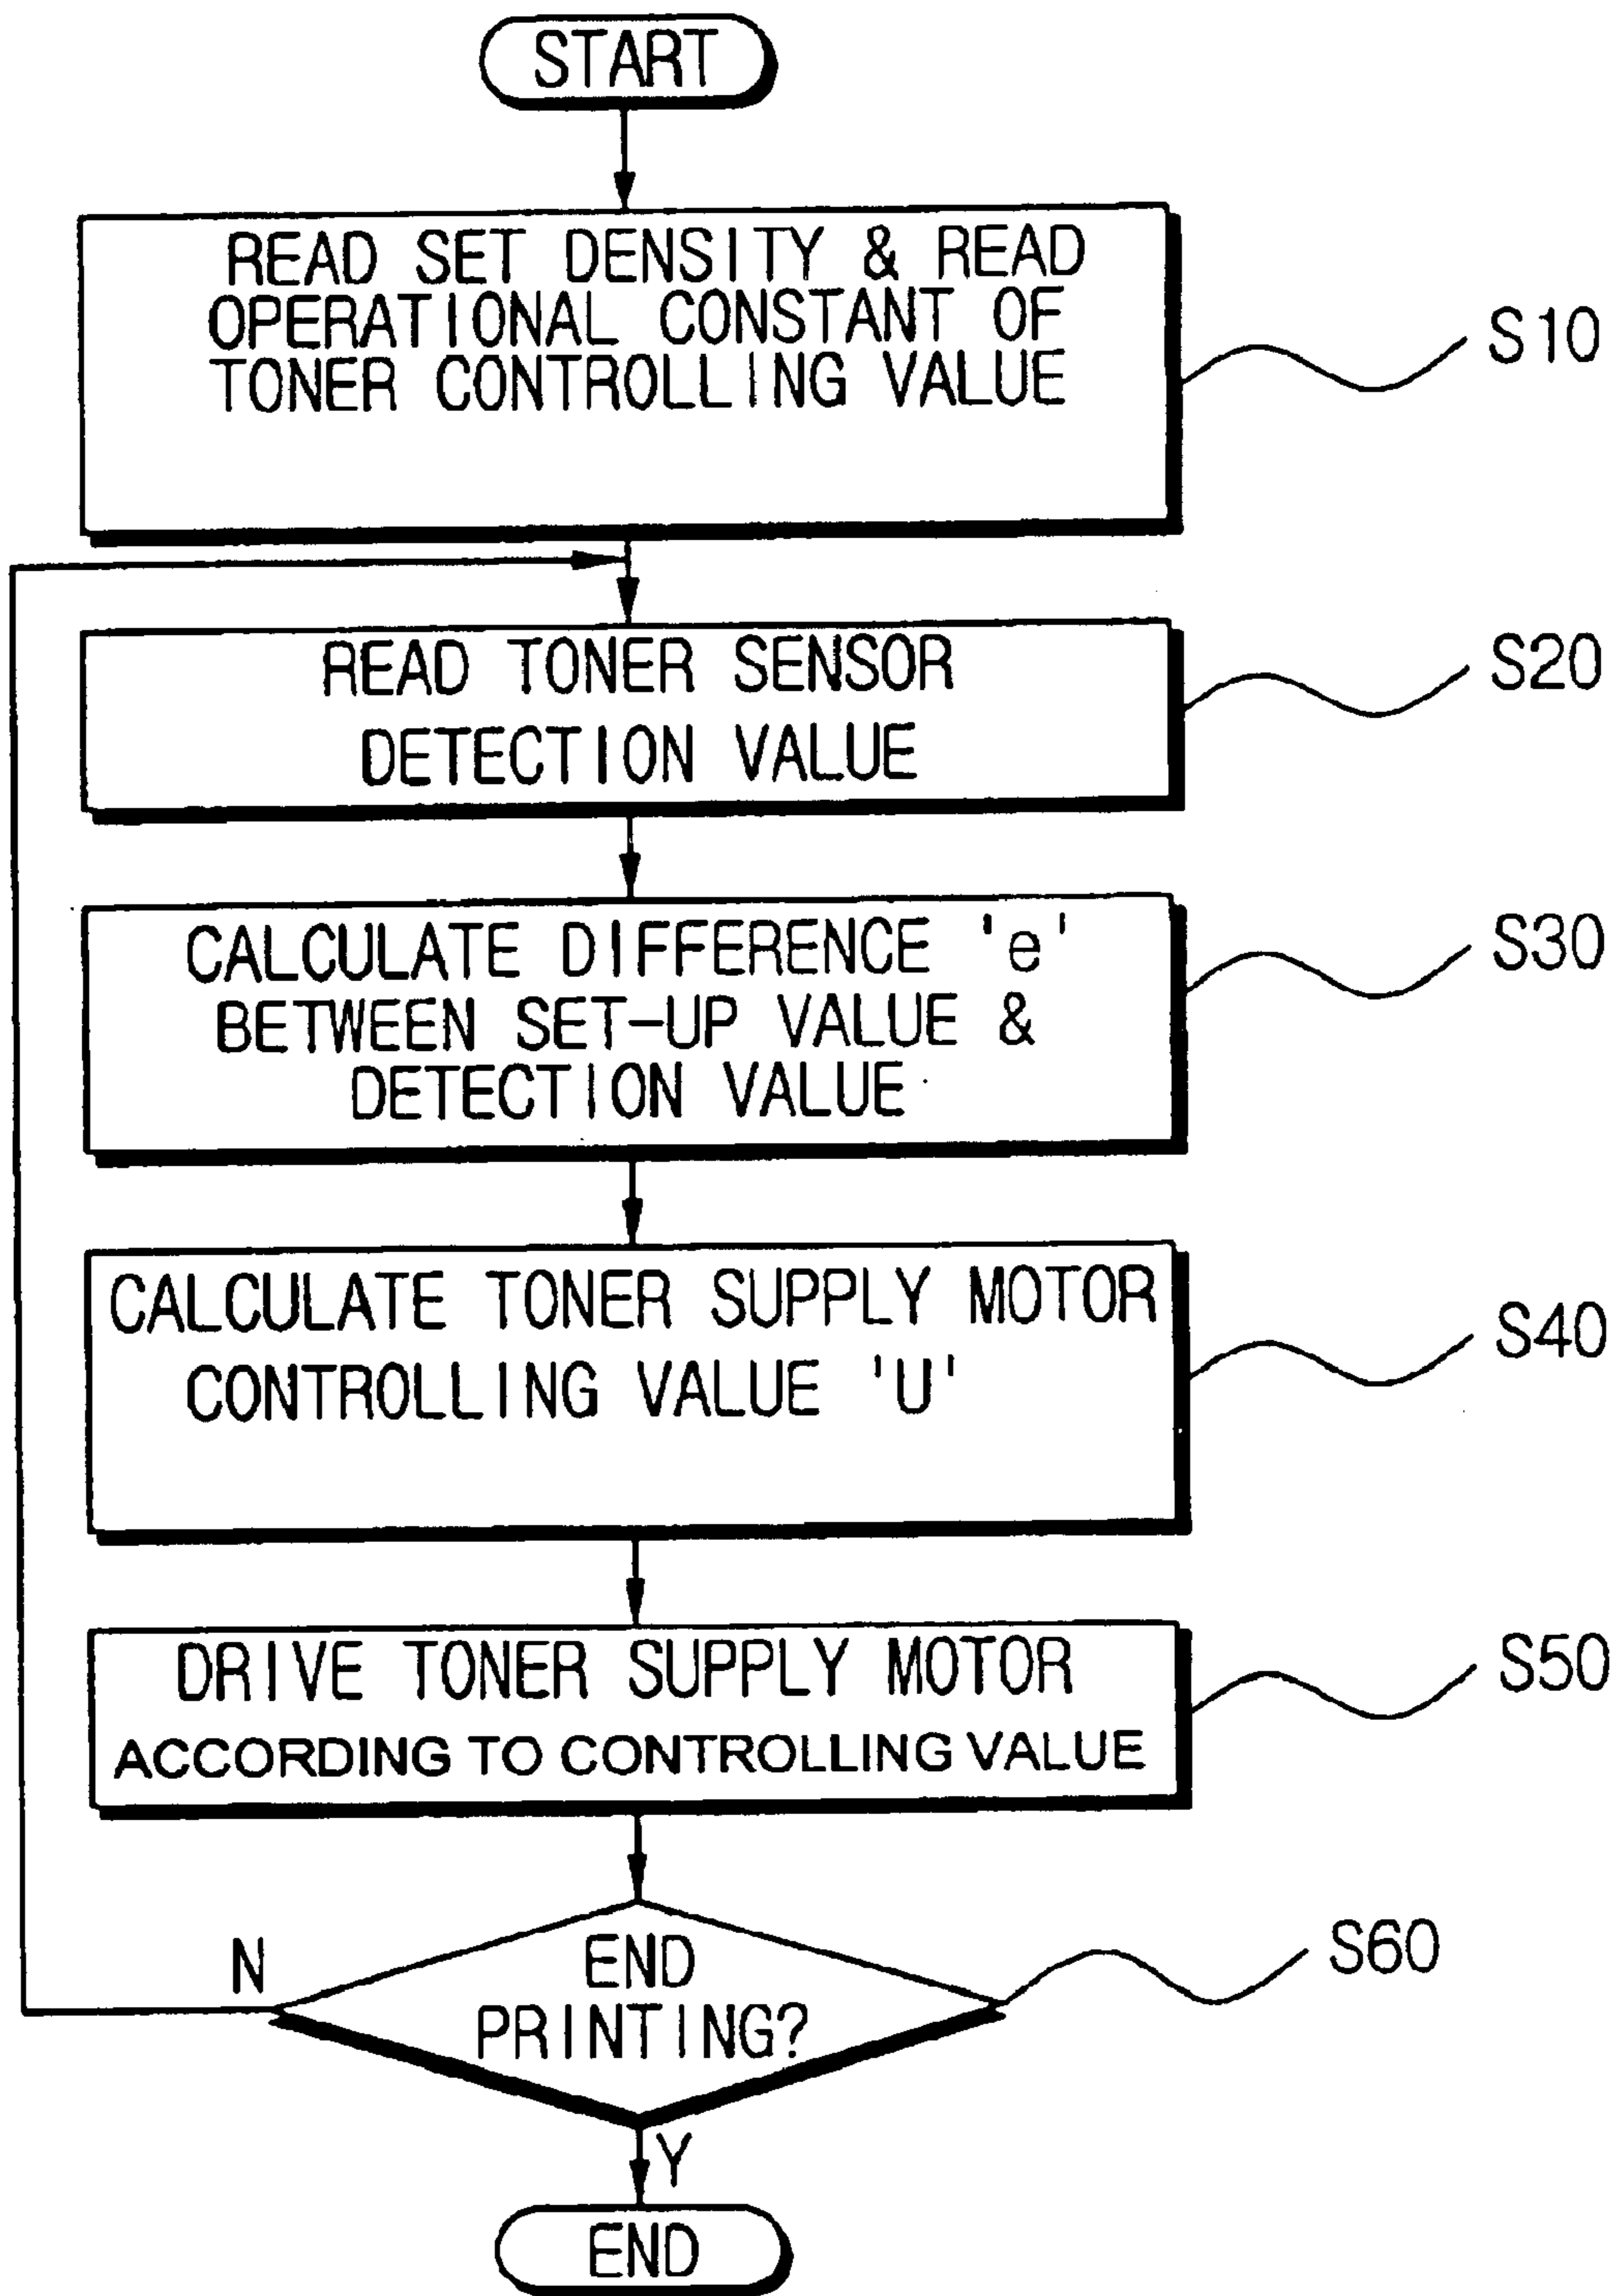 START
READ SET DENSITY & READ
OPERATIONAL CONSTANT OF
TONER CONTROLLING VALUE
S10
READ TONER SENSOR
DETECTION VALUE
S20
CALCULATE DIFFERENCE 'e'
BETWEEN SET-UP VALUE &
DETECTION VALUE
S30
CALCULATE TONER SUPPLY MOTOR
CONTROLLING VALUE 'U'
S40
DRIVE TONER SUPPLY MOTOR
ACCORDING TO CONTROLLING VALUE
S50
END
PRINTING?
S60
N
Y
END